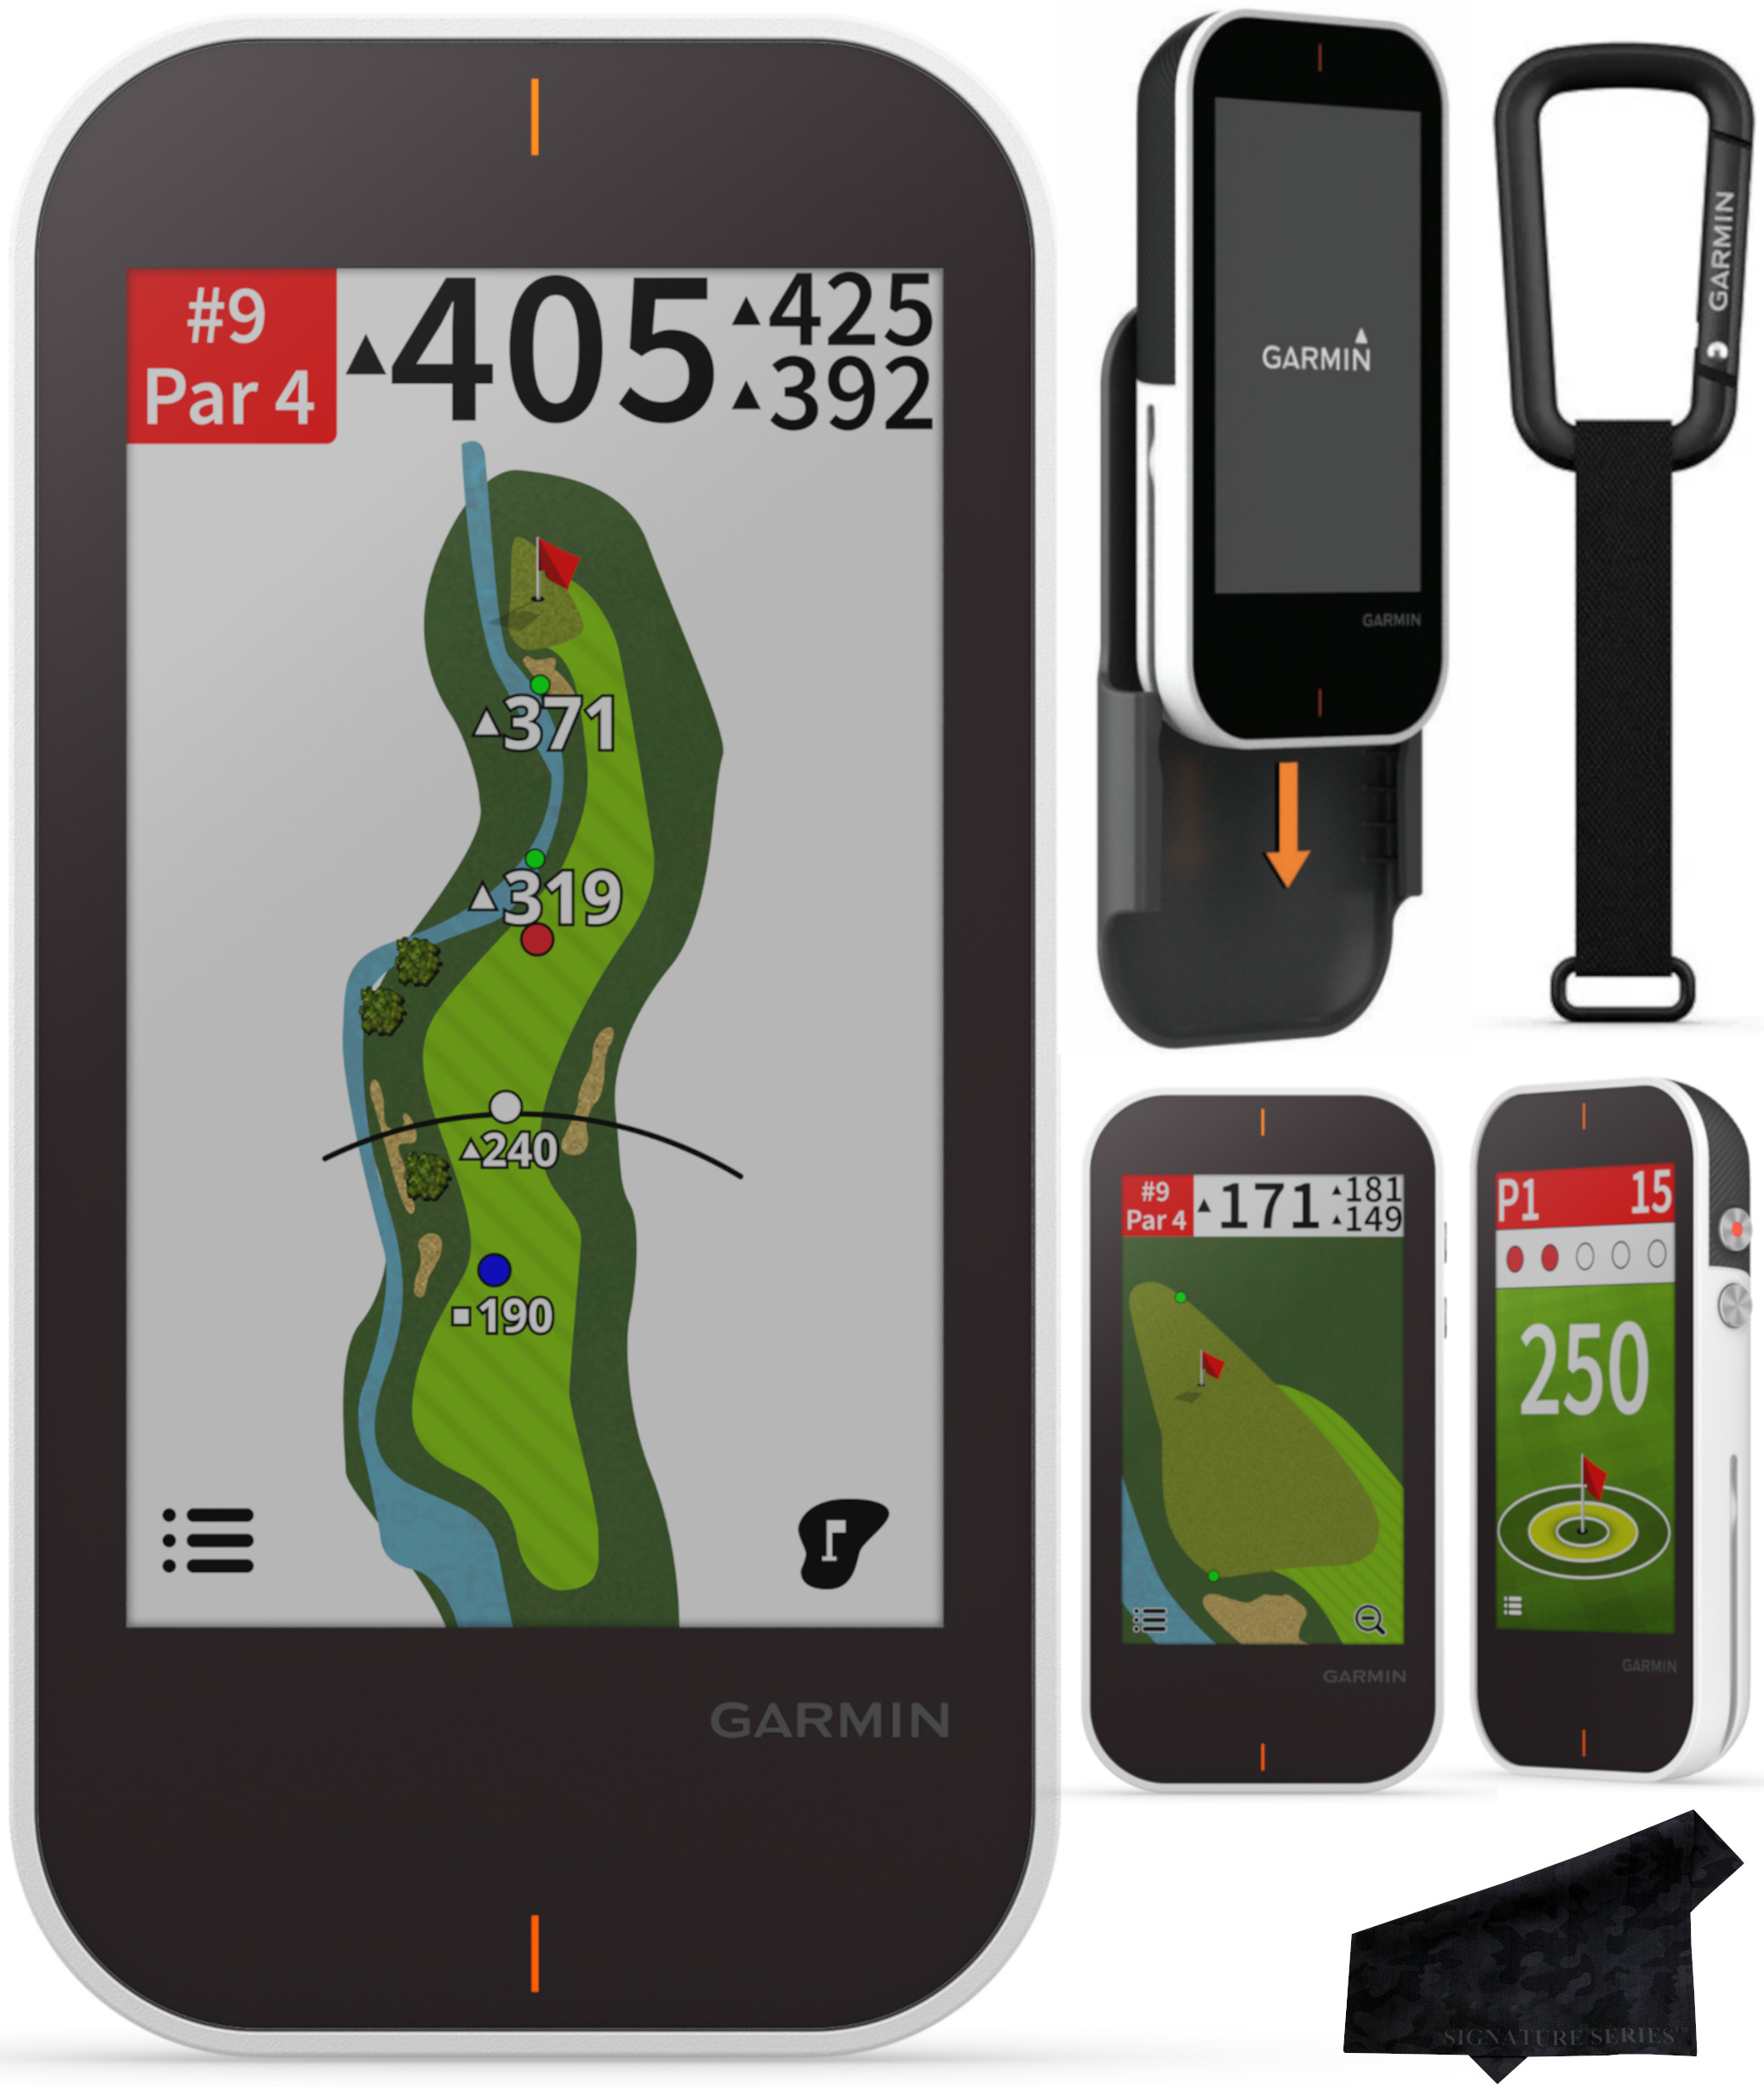 #9
Par 4
▲405
▲425
▲392
▲371
▲319
▲240
■190
GARMIN
GARMIN
GARMIN
GARMIN
#9
Par 4
▲171
▲181
▲149
GARMIN
P1 15
250
GARMIN
SIGNATURE SERIES™